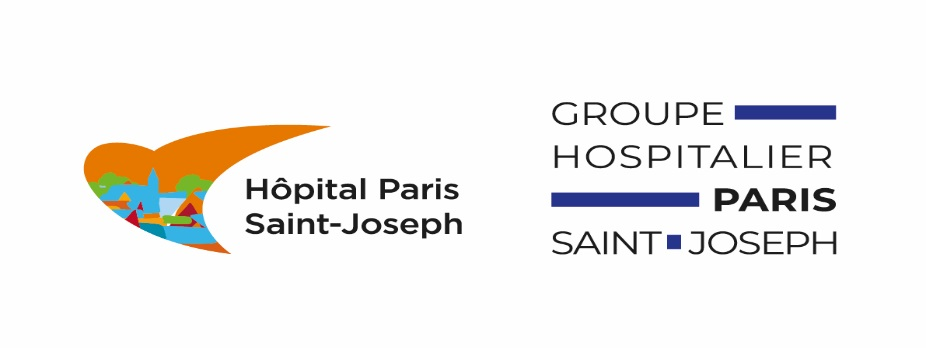 Hôpital Paris
Saint-Joseph
GROUPE
HOSPITALIER
PARIS
SAINT JOSEPH